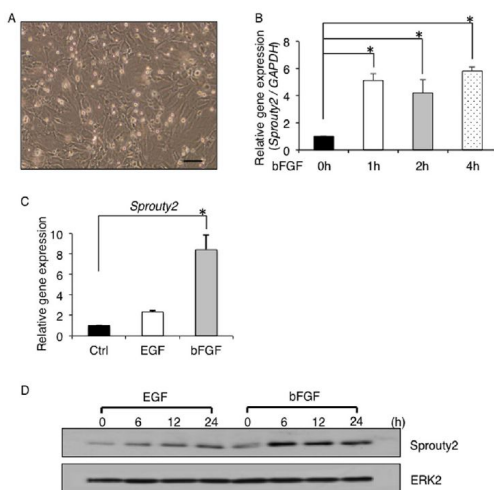 A
B
Relative gene expression
(Sprouty2 / GAPDH)
8
6
4
2
0
*
*
*
bFGF 0h 1h 2h 4h
C
Sprouty2
*
Relative gene expression
10
8
6
4
2
0
Ctrl EGF bFGF
D
EGF bFGF
0 6 12 24 0 6 12 24 (h)
Sprouty2
ERK2